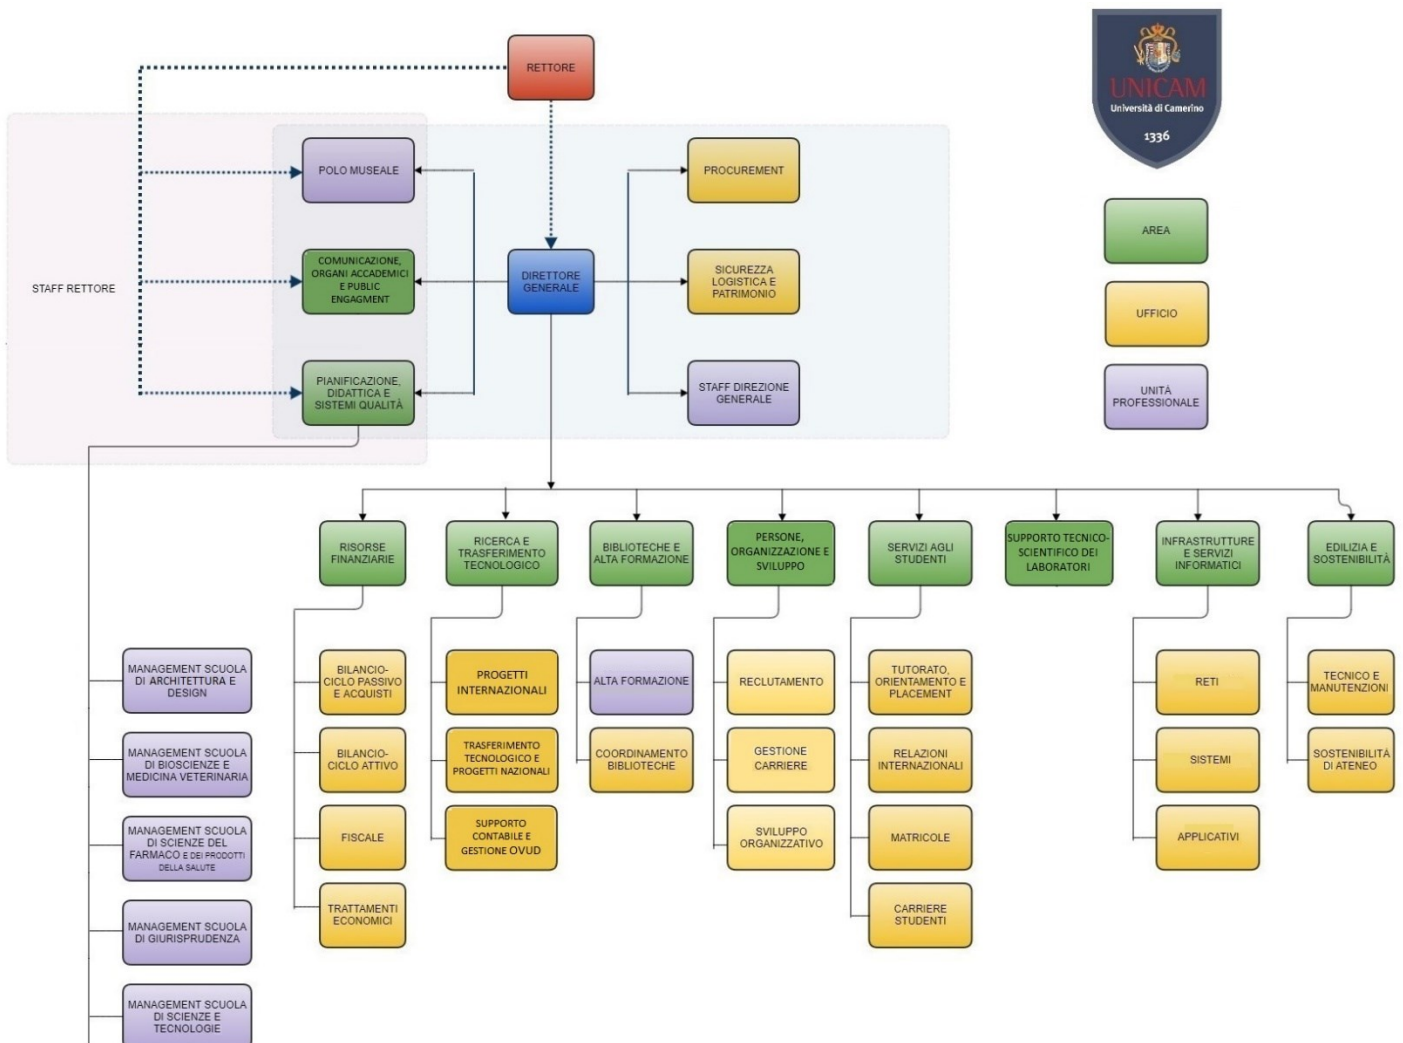 RETTORE
UNICAM
Università di Camerino
1336
POLO MUSEALE
PROCUREMENT
AREA
STAFF RETTORE
COMUNICAZIONE,
ORGANI ACCADEMICI
E PUBLIC
ENGAGMENT
DIRETTORE
GENERALE
SICUREZZA
LOGISTICA E
PATRIMONIO
UFFICIO
PIANIFICAZIONE,
DIDATTICA E
SISTEMI QUALITÀ
STAFF DIREZIONE
GENERALE
UNITÀ
PROFESSIONALE
RISORSE
FINANZIARIE
RICERCA E
TRASFERIMENTO
TECNOLOGICO
BIBLIOTECHE E
ALTA FORMAZIONE
PERSONE,
ORGANIZZAZIONE E
SVILUPPO
SERVIZI AGLI
STUDENTI
SUPPORTO TECNICO-
SCIENTIFICO DEI
LABORATORI
INFRASTRUTTURE
E SERVIZI
INFORMATICI
EDILIZIA E
SOSTENIBILITÀ
MANAGEMENT SCUOLA
DI ARCHITETTURA E
DESIGN
MANAGEMENT SCUOLA
DI BIOSCIENZE E
MEDICINA VETERINARIA
MANAGEMENT SCUOLA
DI SCIENZE DEL
FARMACO E DEI PRODOTTI
DELLA SALUTE
MANAGEMENT SCUOLA
DI GIURISPRUDENZA
MANAGEMENT SCUOLA
DI SCIENZE E
TECNOLOGIE
BILANCIO-
CICLO PASSIVO
E ACQUISTI
BILANCIO-
CICLO ATTIVO
FISCALE
TRATTAMENTI
ECONOMICI
PROGETTI
INTERNAZIONALI
TRASFERIMENTO
TECNOLOGICO E
PROGETTI NAZIONALI
SUPPORTO
CONTABILE E
GESTIONE OVUD
ALTA FORMAZIONE
COORDINAMENTO
BIBLIOTECHE
RECLUTAMENTO
GESTIONE
CARRIERE
SVILUPPO
ORGANIZZATIVO
TUTORATO,
ORIENTAMENTO E
PLACEMENT
RELAZIONI
INTERNAZIONALI
MATRICOLE
CARRIERE
STUDENTI
RETI
SISTEMI
APPLICATIVI
TECNICO E
MANUTENZIONI
SOSTENIBILITÀ
DI ATENEO